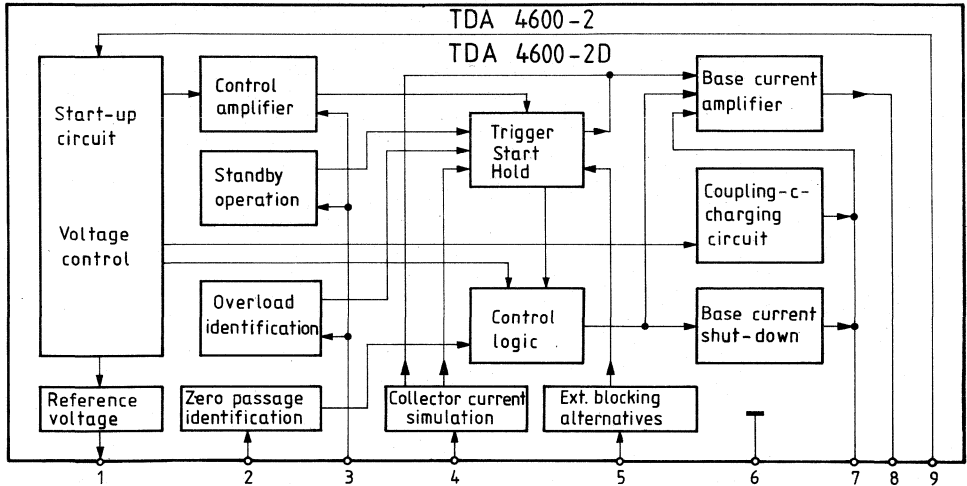 TDA 4600-2
TDA 4600-2D
Start-up
circuit
Voltage
control
Control
amplifier
Standby
operation
Overload
identification
Trigger
Start
Hold
Control
logic
Base current
amplifier
Coupling-c-
charging
circuit
Base current
shut-down
Reference
voltage
Zero passage
identification
Collector current
simulation
Ext. blocking
alternatives
1 2 3 4 5 6 7 8 9